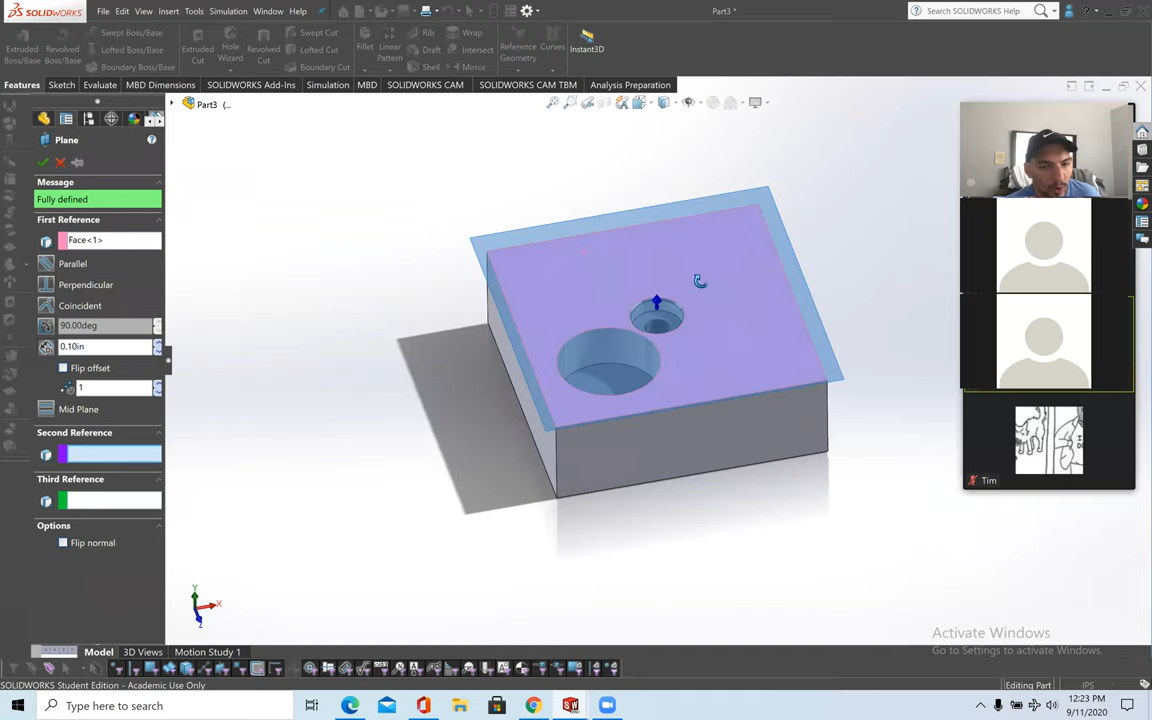 SOLIDWORKS File Edit View Insert Tools Simulation Window Help Part3 * Search SOLIDWORKS Help ?
Extruded Boss/Base Revolved Boss/Base Swept Boss/Base Extruded Cut Hole Wizard Revolved Cut Swept Cut Fillet Linear Pattern Rib Wrap Reference Geometry Curves Instant3D
Lofted Boss/Base Lofted Cut Draft Intersect
Boundary Boss/Base Boundary Cut Shell Mirror
Features Sketch Evaluate MBD Dimensions SOLIDWORKS Add-Ins Simulation MBD SOLIDWORKS CAM SOLIDWORKS CAM TBM Analysis Preparation
Part3 (...
Plane
Message
Fully defined
First Reference
Face<1>
Parallel
Perpendicular
Coincident
90.00deg
0.10in
Flip offset
1
Mid Plane
Second Reference
Third Reference
Options
Flip normal
Y
X
Z
Tim
Activate Windows
Go to Settings to activate Windows.
Model 3D Views Motion Study 1
SOLIDWORKS Student Edition - Academic Use Only Editing Part IPS
Type here to search
12:23 PM
9/11/2020